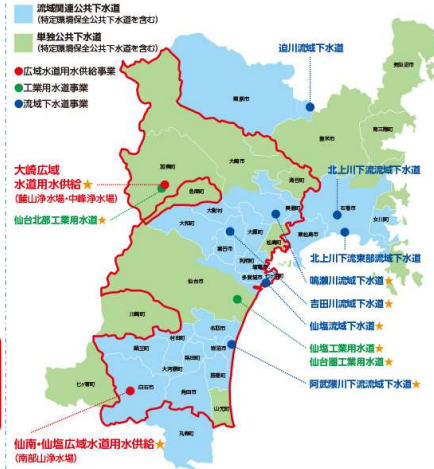 流域関連公共下水道
(特定環境保全公共下水道を含む)
単独公共下水道
(特定環境保全公共下水道を含む)
●広域水道用水供給事業
●工業用水道事業
●流域下水道事業
迫川流域下水道
気仙沼市
栗原市
南三陸町
登米市
大崎広域
水道用水供給★
(麓山浄水場・中峰浄水場)
加美町
大崎市
涌谷町
色麻町
美里町
仙台北部工業用水道★
北上川下流流域下水道
石巻市
女川町
大衡村
大和町
大郷町
松島町
東松島市
富谷市
利府町
塩竈市
多賀城市
七ヶ浜町
北上川下流東部流域下水道
鳴瀬川流域下水道★
吉田川流域下水道★
仙塩流域下水道★
仙台市
仙塩工業用水道★
仙台圏工業用水道★
川崎町
名取市
村田町
岩沼市
蔵王町
柴田町
大河原町
亘理町
阿武隈川下流流域下水道★
七ヶ宿町
白石市
角田市
山元町
丸森町
仙南・仙塩広域水道用水供給★
(南部山浄水場)